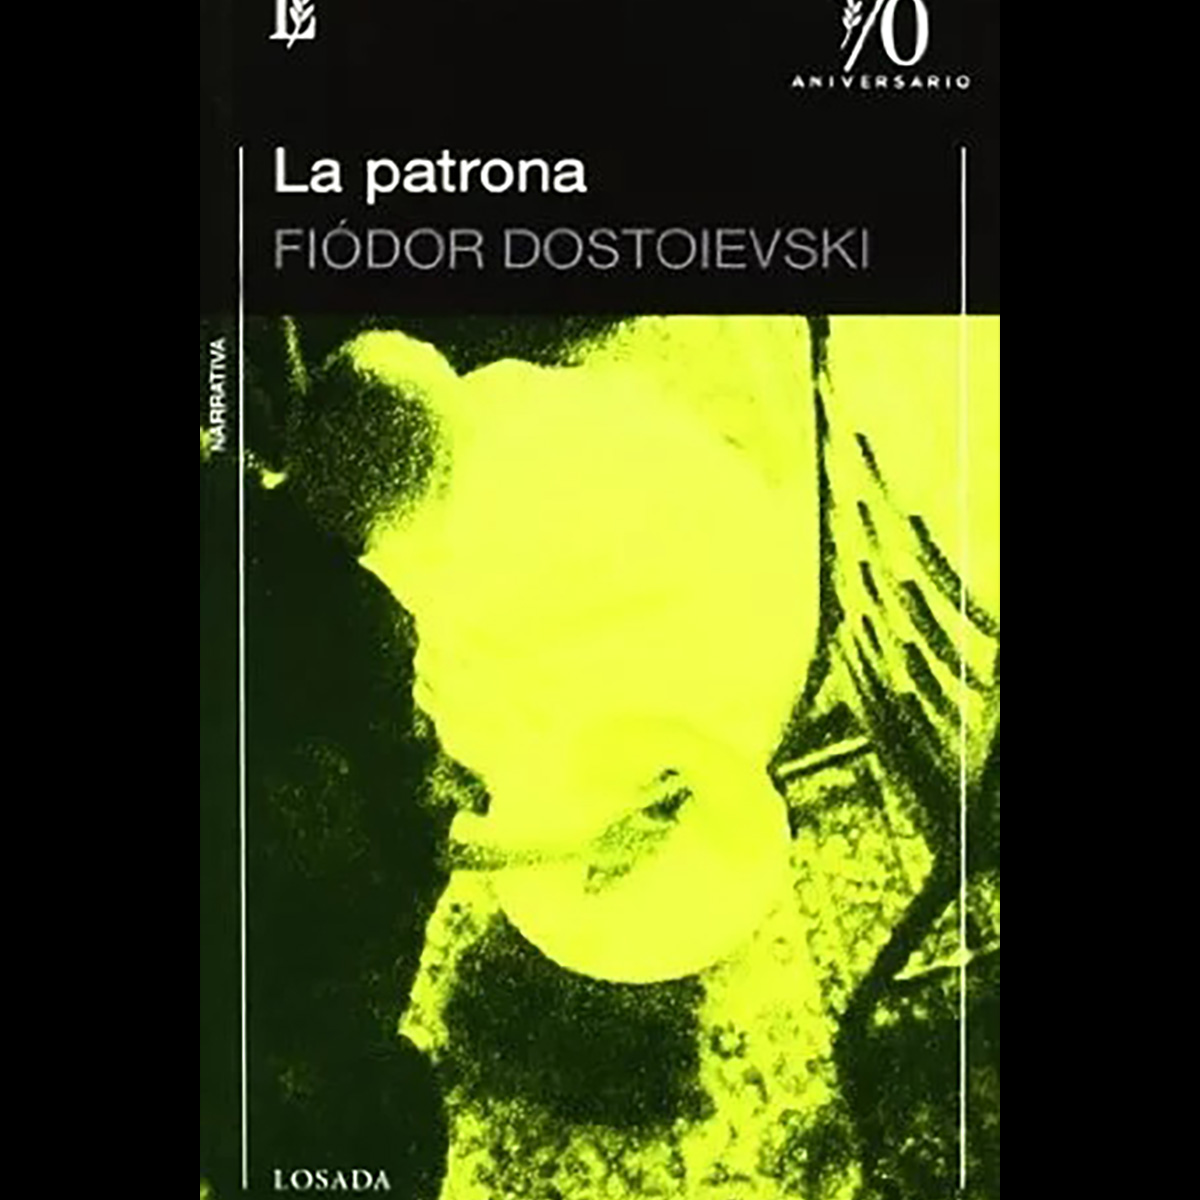 70
ANIVERSARIO
La patrona
FIÓDOR DOSTOIEVSKI
NARRATIVA
LOSADA